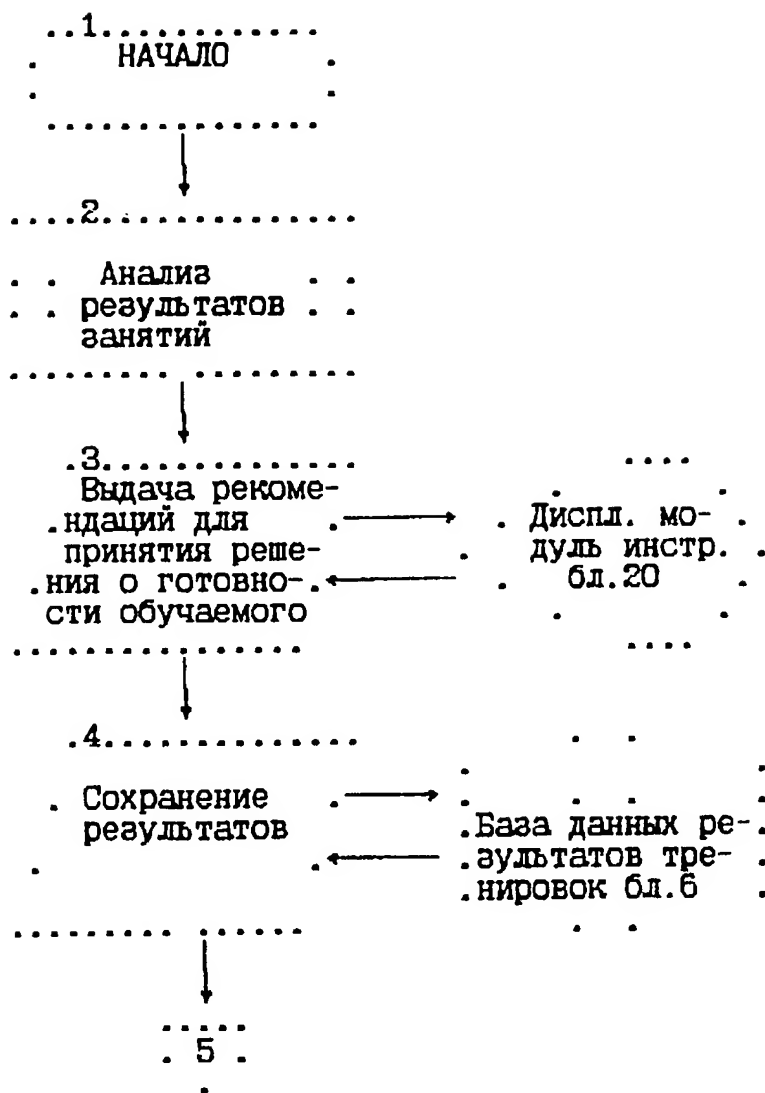 1
НАЧАЛО
2
Анализ
результатов
занятий
3
Выдача рекоме-
ндаций для
принятия реше-
ния о готовно-
сти обучаемого
Диспл. мо-
дуль инстр.
бл.20
4
Сохранение
результатов
База данных ре-
зультатов тре-
нировок бл.6
5